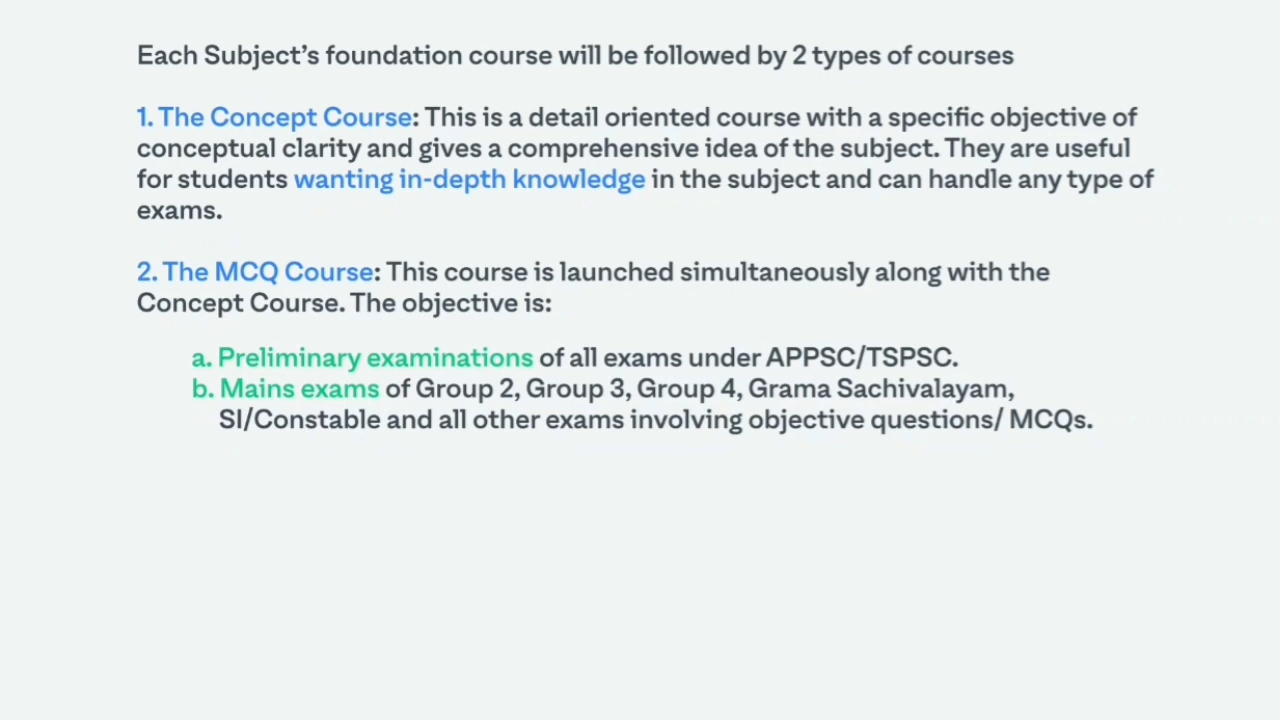 Each Subject’s foundation course will be followed by 2 types of courses
1. The Concept Course: This is a detail oriented course with a specific objective of
conceptual clarity and gives a comprehensive idea of the subject. They are useful
for students wanting in-depth knowledge in the subject and can handle any type of
exams.
2. The MCQ Course: This course is launched simultaneously along with the
Concept Course. The objective is:
a. Preliminary examinations of all exams under APPSC/TSPSC.
b. Mains exams of Group 2, Group 3, Group 4, Grama Sachivalayam,
SI/Constable and all other exams involving objective questions/ MCQs.